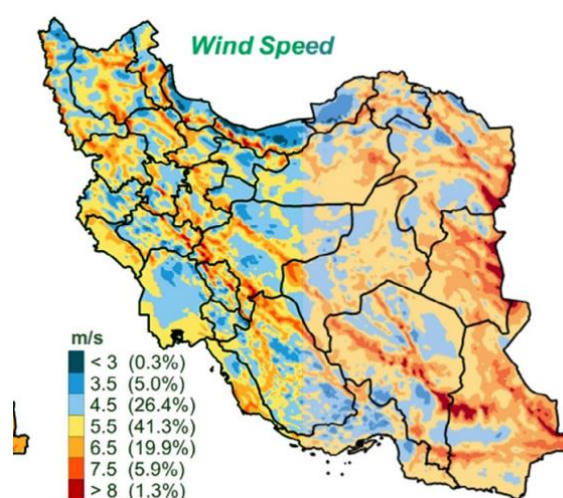 Wind Speed
m/s
< 3 (0.3%)
3.5 (5.0%)
4.5 (26.4%)
5.5 (41.3%)
6.5 (19.9%)
7.5 (5.9%)
> 8 (1.3%)